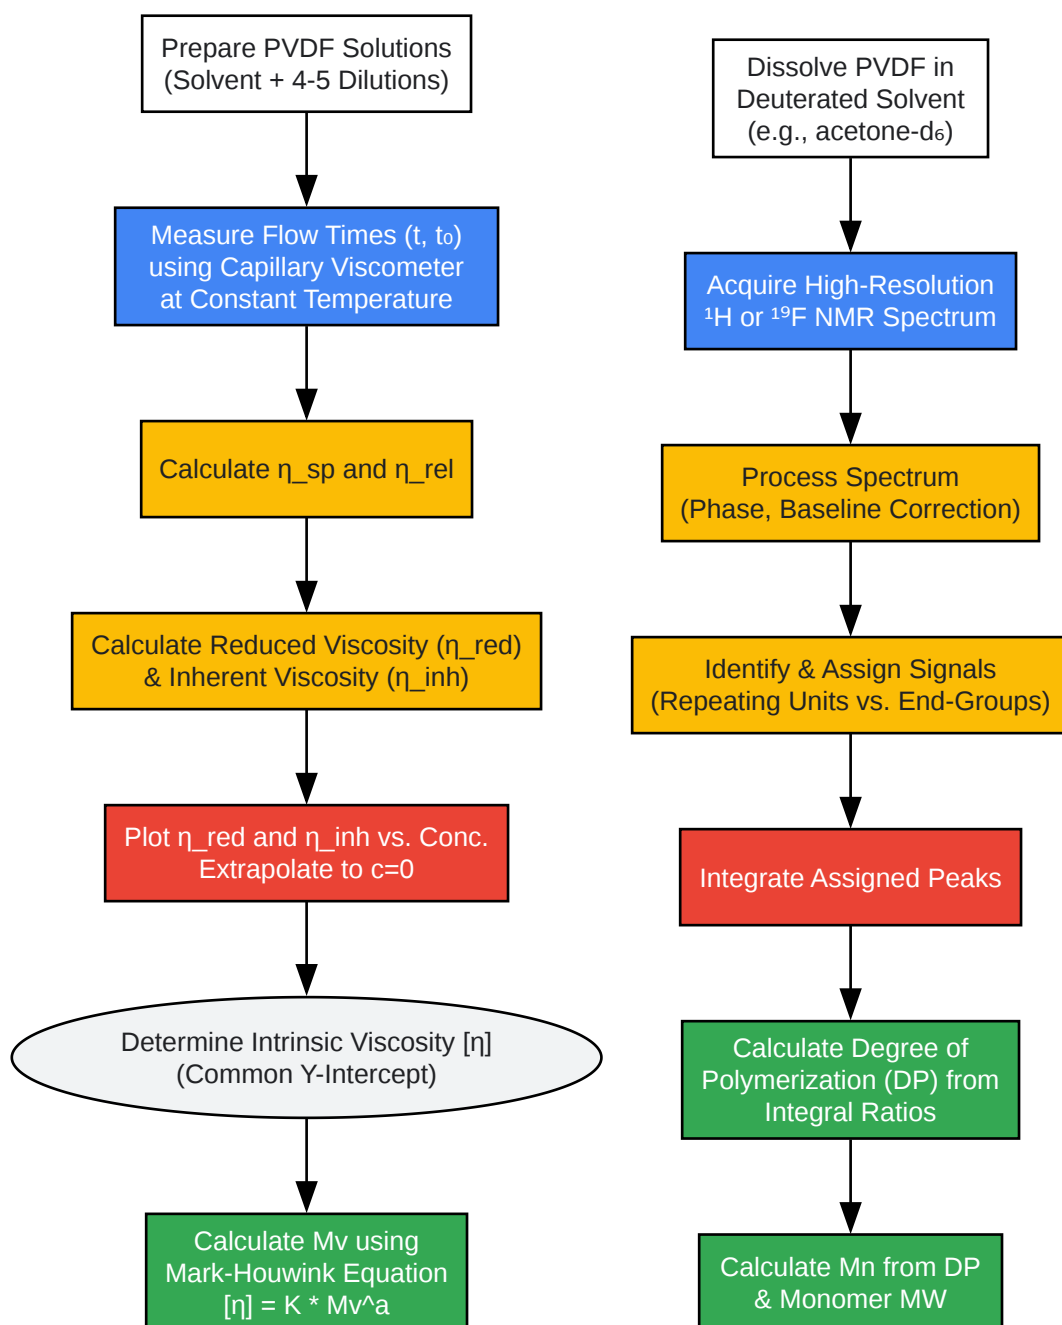 Prepare PVDF Solutions
(Solvent + 4-5 Dilutions)
Measure Flow Times (t, t₀)
using Capillary Viscometer
at Constant Temperature
Calculate η_sp and η_rel
Calculate Reduced Viscosity (η_red)
& Inherent Viscosity (η_inh)
Plot η_red and η_inh vs. Conc.
Extrapolate to c=0
Determine Intrinsic Viscosity [η]
(Common Y-Intercept)
Calculate Mv using
Mark-Houwink Equation
[η] = K * Mv^a
Dissolve PVDF in
Deuterated Solvent
(e.g., acetone-d₆)
Acquire High-Resolution
¹H or ¹⁹F NMR Spectrum
Process Spectrum
(Phase, Baseline Correction)
Identify & Assign Signals
(Repeating Units vs. End-Groups)
Integrate Assigned Peaks
Calculate Degree of
Polymerization (DP) from
Integral Ratios
Calculate Mn from DP
& Monomer MW